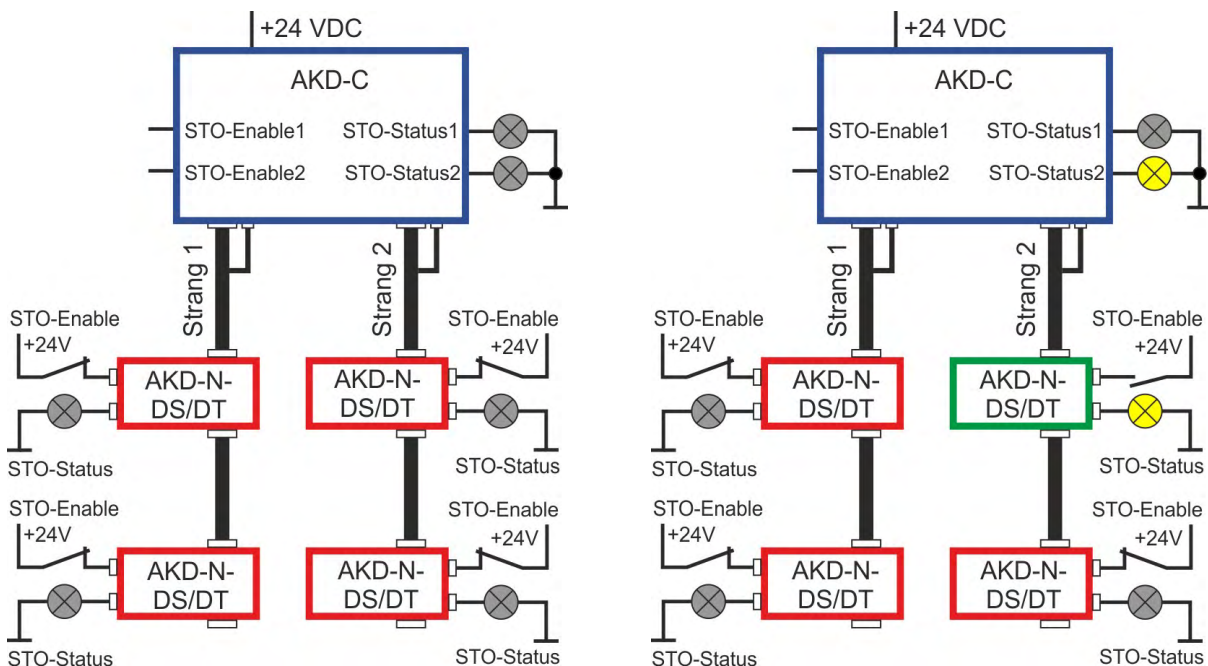 +24 VDC
AKD-C
STO-Enable1
STO-Status1
STO-Enable2
STO-Status2
Strang 1
Strang 2
STO-Enable
+24V
AKD-N-
DS/DT
STO-Status
STO-Enable
+24V
AKD-N-
DS/DT
STO-Status
STO-Enable
+24V
AKD-N-
DS/DT
STO-Status
STO-Enable
+24V
AKD-N-
DS/DT
STO-Status
+24 VDC
AKD-C
STO-Enable1
STO-Status1
STO-Enable2
STO-Status2
Strang 1
Strang 2
STO-Enable
+24V
AKD-N-
DS/DT
STO-Status
STO-Enable
+24V
AKD-N-
DS/DT
STO-Status
STO-Enable
+24V
AKD-N-
DS/DT
STO-Status
STO-Enable
+24V
AKD-N-
DS/DT
STO-Status